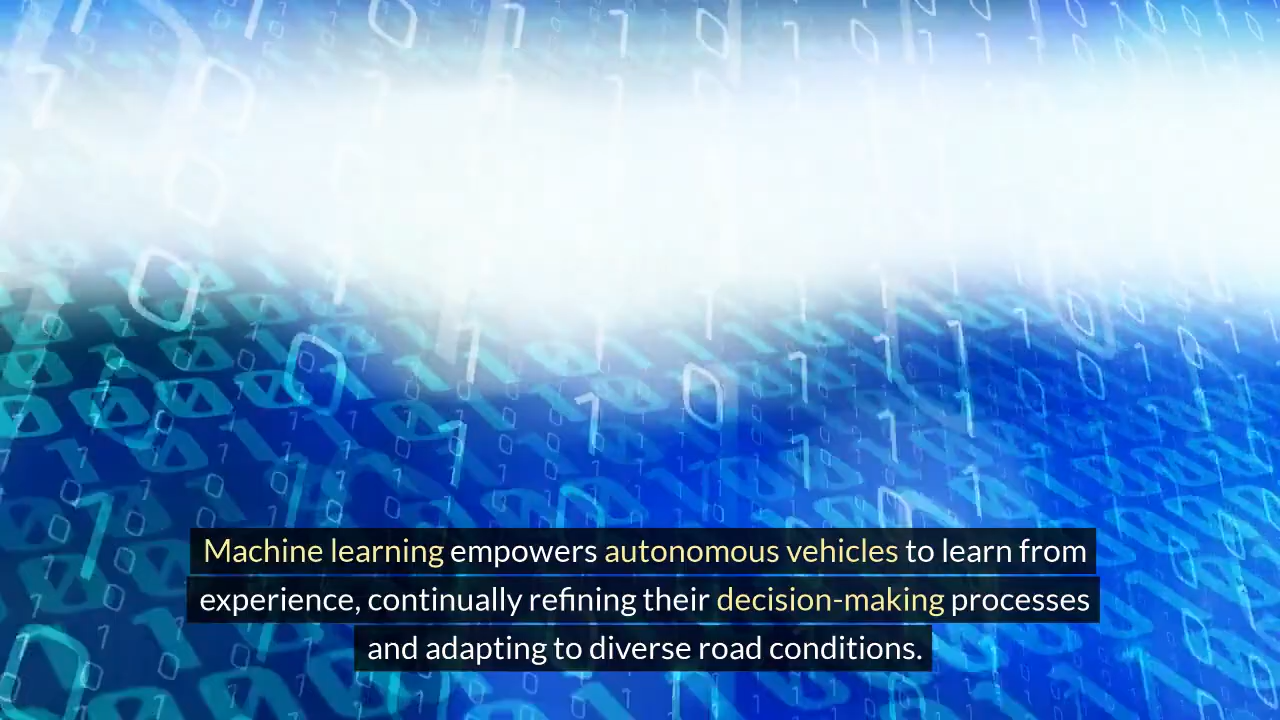 Machine learning empowers autonomous vehicles to learn from
experience, continually refining their decision-making processes
and adapting to diverse road conditions.